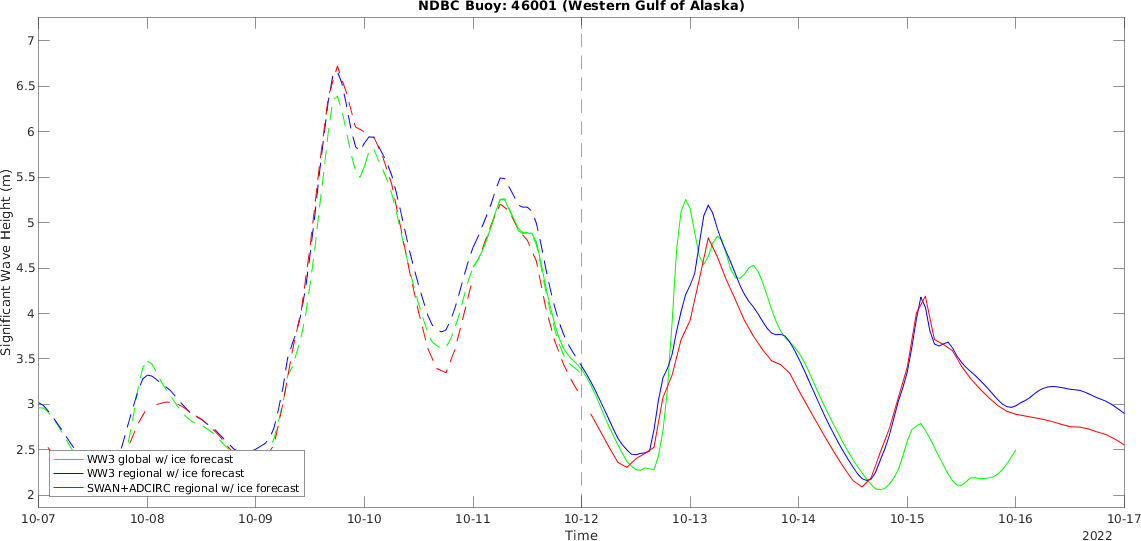 NDBC Buoy: 46001 (Western Gulf of Alaska)
Significant Wave Height (m)
7
6.5
6
5.5
5
4.5
4
3.5
3
2.5
2
WW3 global w/ ice forecast
WW3 regional w/ ice forecast
SWAN+ADCIRC regional w/ ice forecast
10-07 10-08 10-09 10-10 10-11 10-12 10-13 10-14 10-15 10-16 10-17
Time
2022